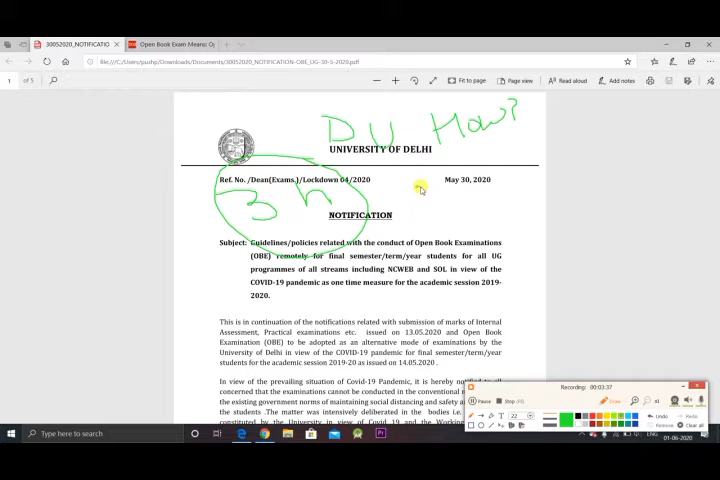 30052020_NOTIFICATIO
Open Book Exam Means: O
file:///C:/Users/pushp/Downloads/Documents/30052020_NOTIFICATION-OBE_UG-30-5-2020.pdf
1 of 5
Fit to page
Page view
Read aloud
Add notes
DU How?
UNIVERSITY OF DELHI
Ref. No. /Dean(Exams.)/Lockdown 64/2020
May 30, 2020
3 h
NOTIFICATION
Subject: Guidelines/policies related with the conduct of Open Book Examinations
(OBE) remotely for final semester/term/year students for all UG
programmes of all streams including NCWEB and SOL in view of the
COVID-19 pandemic as one time measure for the academic session 2019-
2020.
This is in continuation of the notifications related with submission of marks of Internal
Assessment, Practical examinations etc. issued on 13.05.2020 and Open Book
Examination (OBE) to be adopted as an alternative mode of examinations by the
University of Delhi in view of the COVID-19 pandemic for final semester/term/year
students for the academic session 2019-20 as issued on 14.05.2020.
In view of the prevailing situation of Covid-19 Pandemic, it is hereby notified to all
concerned that the examinations cannot be conducted in the conventional
the existing government norms of maintaining social distancing and safety
the students .The matter was intensively deliberated in the bodies i.e.
constituted by the University in view of Covid 19 and the Working
Recording: 00:03:37
Pause
Stop (F8)
Draw
x1
22
Undo
Redo
Remove
Clear all
Type here to search
ENG
01-06-2020